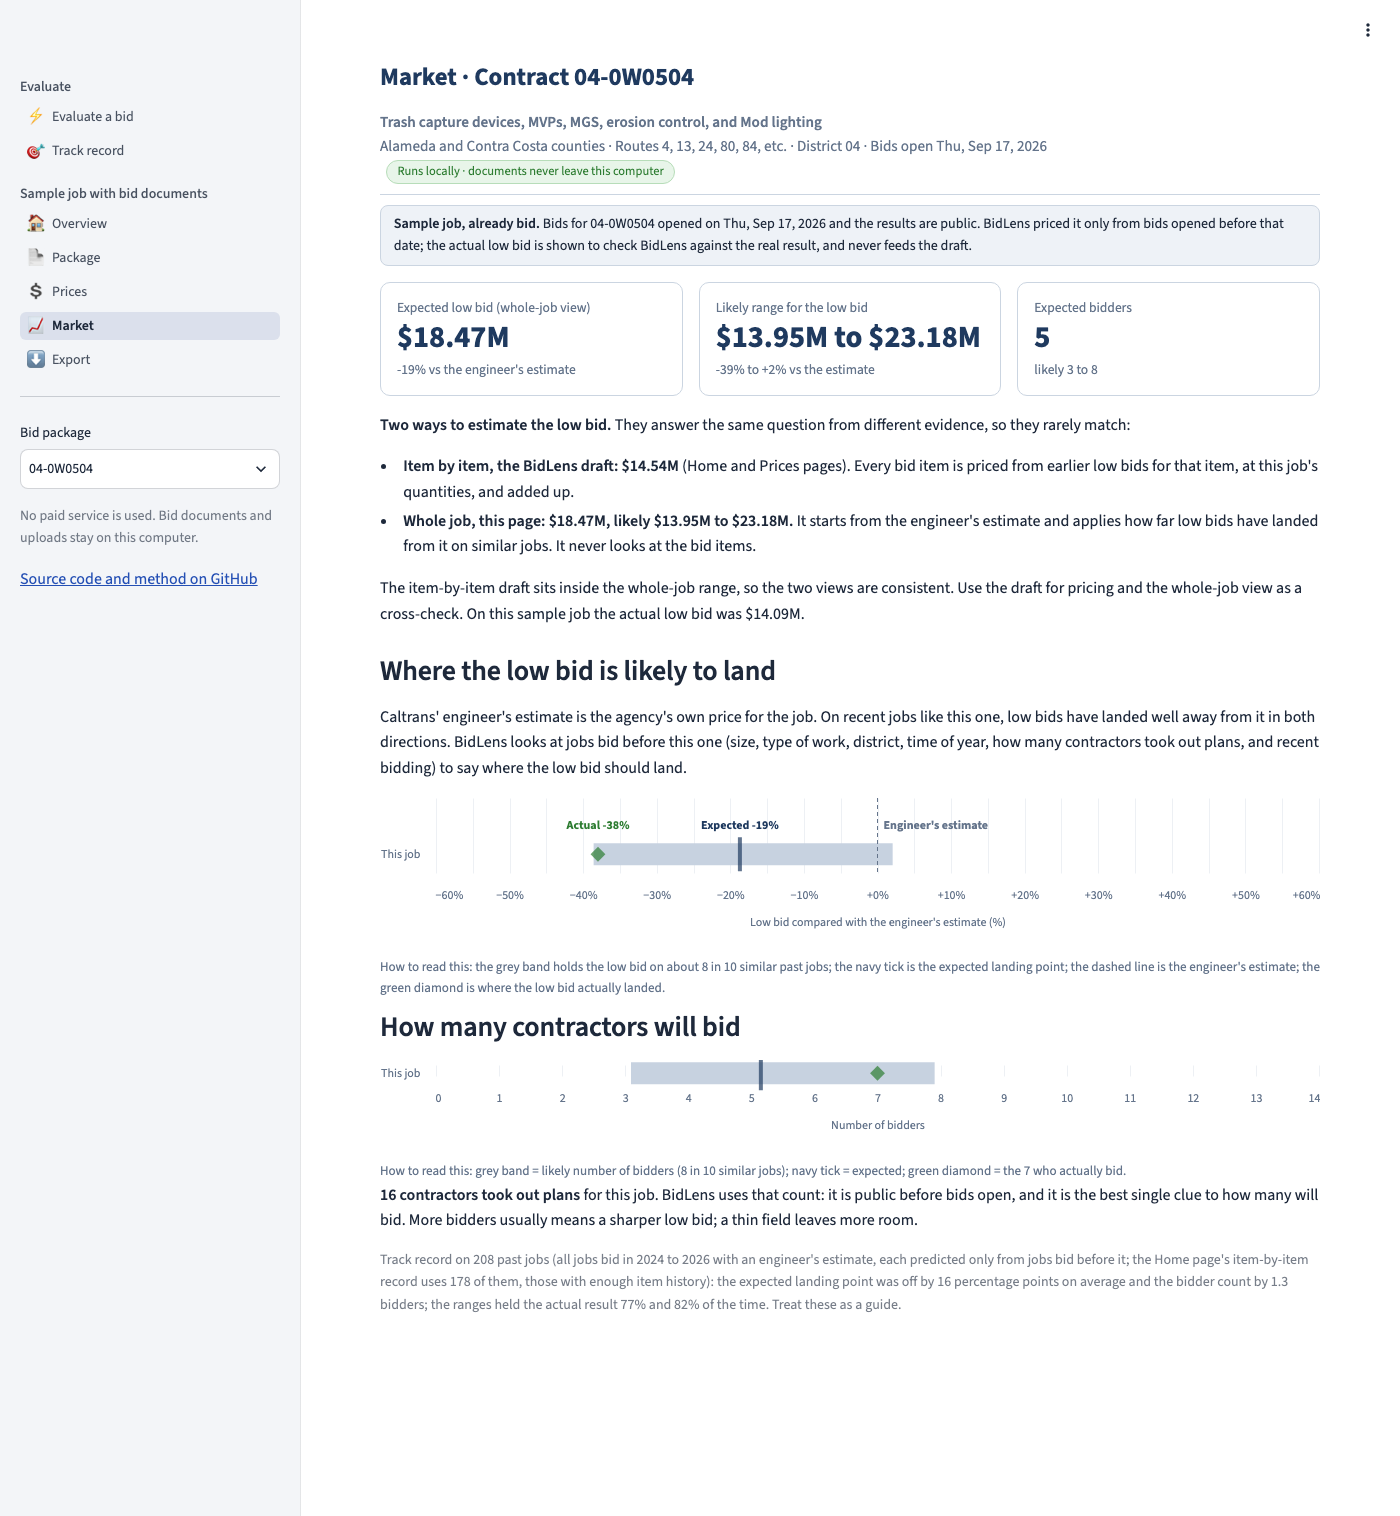 Evaluate
Evaluate a bid
Track record
Sample job with bid documents
Overview
Package
Prices
Market
Export
Bid package
04-0W0504
No paid service is used. Bid documents and
uploads stay on this computer.
Source code and method on GitHub
Market · Contract 04-0W0504
Trash capture devices, MVPs, MGS, erosion control, and Mod lighting
Alameda and Contra Costa counties · Routes 4, 13, 24, 80, 84, etc. · District 04 · Bids open Thu, Sep 17, 2026
Runs locally · documents never leave this computer
Sample job, already bid. Bids for 04-0W0504 opened on Thu, Sep 17, 2026 and the results are public. BidLens priced it only from bids opened before that
date; the actual low bid is shown to check BidLens against the real result, and never feeds the draft.
Expected low bid (whole-job view)
$18.47M
-19% vs the engineer's estimate
Likely range for the low bid
$13.95M to $23.18M
-39% to +2% vs the estimate
Expected bidders
5
likely 3 to 8
Two ways to estimate the low bid. They answer the same question from different evidence, so they rarely match:
• Item by item, the BidLens draft: $14.54M (Home and Prices pages). Every bid item is priced from earlier low bids for that item, at this job's
quantities, and added up.
• Whole job, this page: $18.47M, likely $13.95M to $23.18M. It starts from the engineer's estimate and applies how far low bids have landed
from it on similar jobs. It never looks at the bid items.
The item-by-item draft sits inside the whole-job range, so the two views are consistent. Use the draft for pricing and the whole-job view as a
cross-check. On this sample job the actual low bid was $14.09M.
Where the low bid is likely to land
Caltrans' engineer's estimate is the agency's own price for the job. On recent jobs like this one, low bids have landed well away from it in both
directions. BidLens looks at jobs bid before this one (size, type of work, district, time of year, how many contractors took out plans, and recent
bidding) to say where the low bid should land.
Actual -38% Expected -19% Engineer's estimate
This job
−60% −50% −40% −30% −20% −10% +0% +10% +20% +30% +40% +50% +60%
Low bid compared with the engineer's estimate (%)
How to read this: the grey band holds the low bid on about 8 in 10 similar past jobs; the navy tick is the expected landing point; the dashed line is the engineer's estimate; the
green diamond is where the low bid actually landed.
How many contractors will bid
This job
0 1 2 3 4 5 6 7 8 9 10 11 12 13 14
Number of bidders
How to read this: grey band = likely number of bidders (8 in 10 similar jobs); navy tick = expected; green diamond = the 7 who actually bid.
16 contractors took out plans for this job. BidLens uses that count: it is public before bids open, and it is the best single clue to how many will
bid. More bidders usually means a sharper low bid; a thin field leaves more room.
Track record on 208 past jobs (all jobs bid in 2024 to 2026 with an engineer's estimate, each predicted only from jobs bid before it; the Home page's item-by-item
record uses 178 of them, those with enough item history): the expected landing point was off by 16 percentage points on average and the bidder count by 1.3
bidders; the ranges held the actual result 77% and 82% of the time. Treat these as a guide.